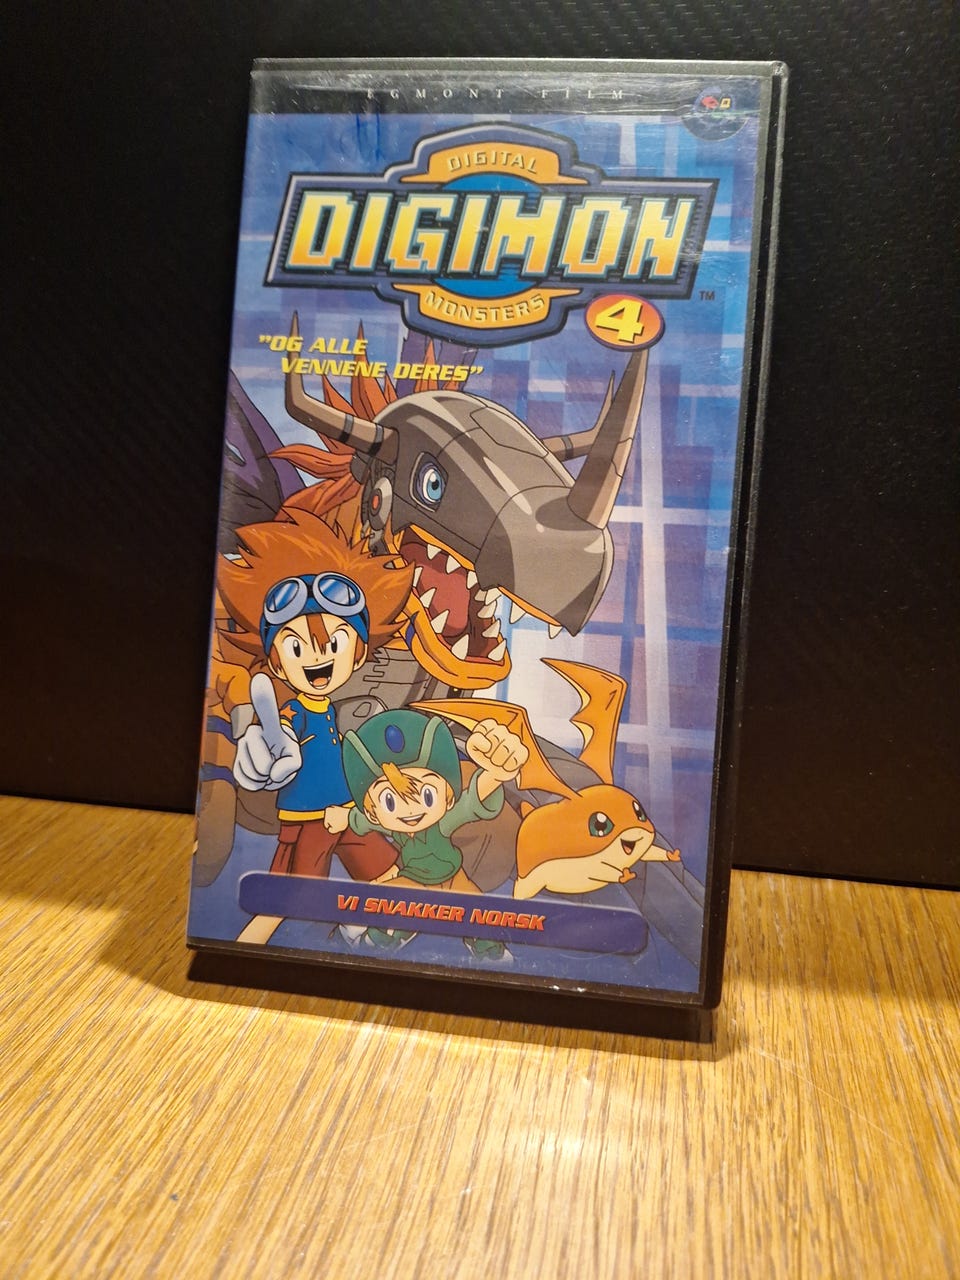 EGMONT FILM
DIGITAL
DIGIMON
MONSTERS
TM
4
"OG ALLE
VENNENE DERES"
VI SNAKKER NORSK